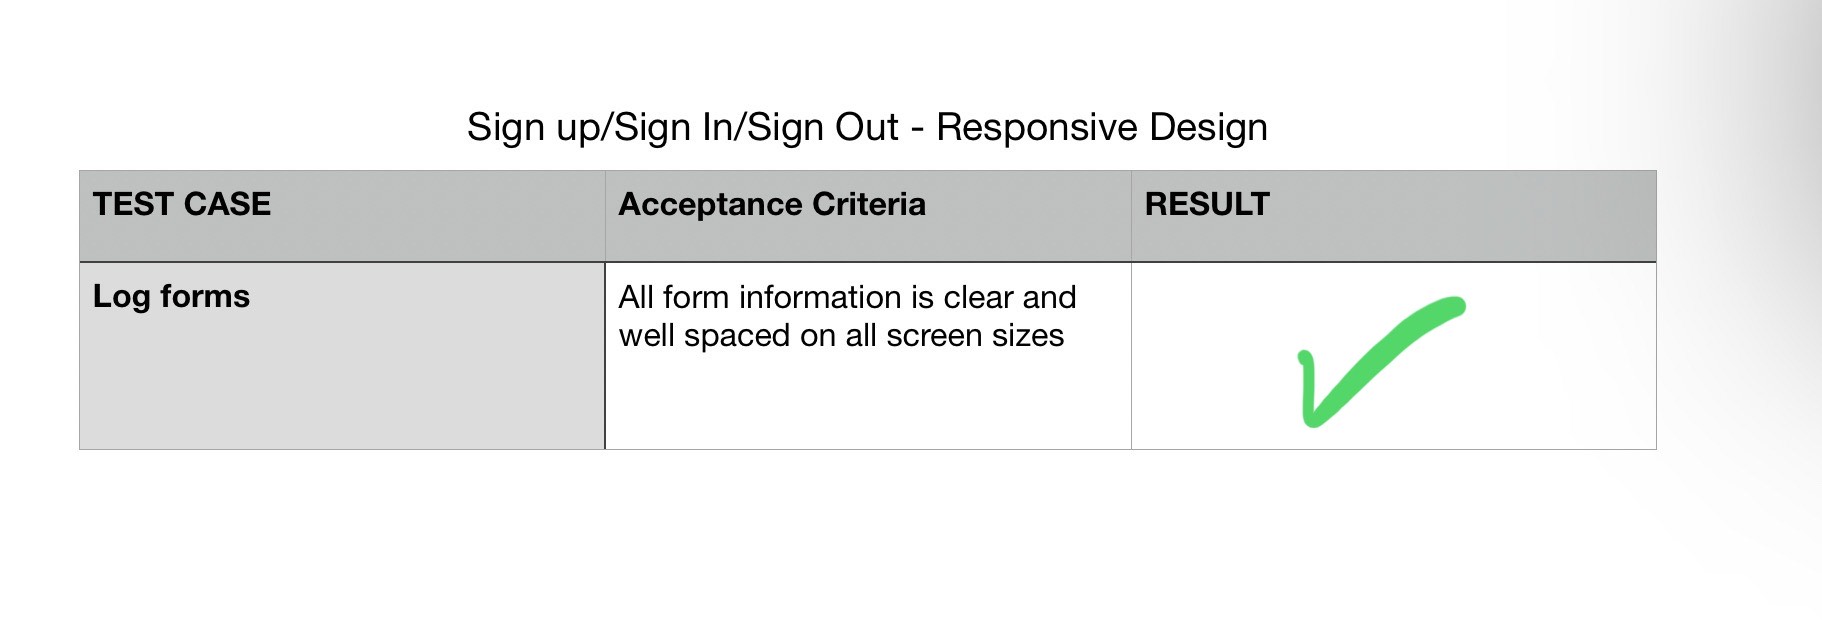 Sign up/Sign In/Sign Out - Responsive Design
TEST CASE
Acceptance Criteria
RESULT
Log forms
All form information is clear and
well spaced on all screen sizes